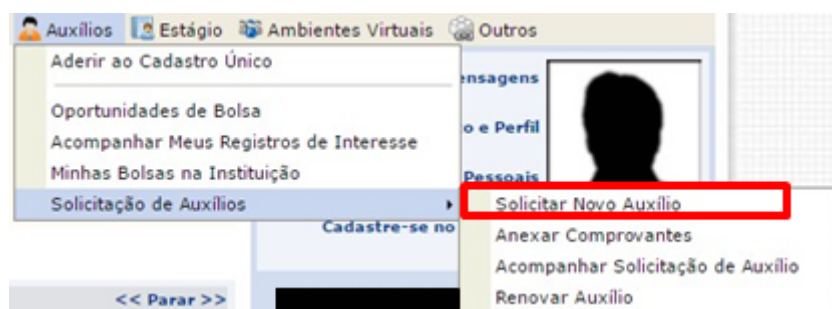 Auxílios Estágio Ambientes Virtuais Outros
Aderir ao Cadastro Único
ensagens
Oportunidades de Bolsa
o e Perfil
Acompanhar Meus Registros de Interesse
Minhas Bolsas na Instituição
Pessoais
Solicitação de Auxílios
Solicitar Novo Auxílio
Cadastre-se no
Anexar Comprovantes
Acompanhar Solicitação de Auxílio
<< Parar >>
Renovar Auxílio